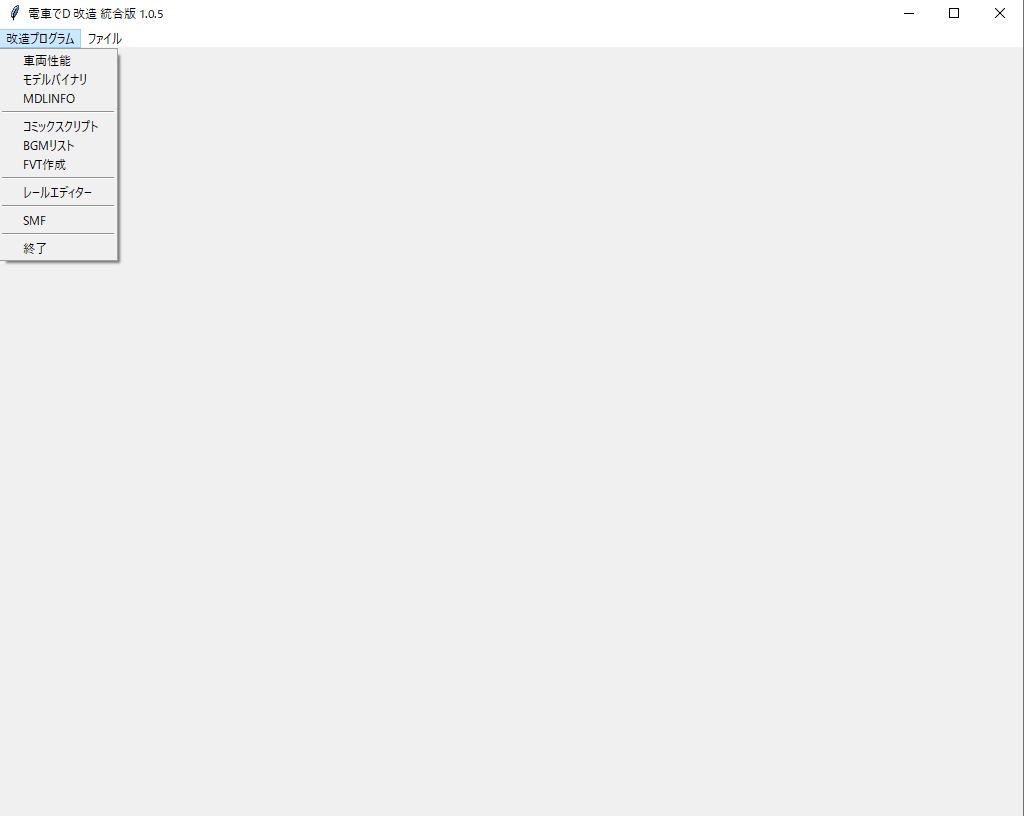 電車でD 改造 統合版 1.0.5
改造プログラム ファイル
車両性能
モデルバイナリ
MDLINFO
コミックスクリプト
BGMリスト
FVT作成
レールエディター
SMF
終了